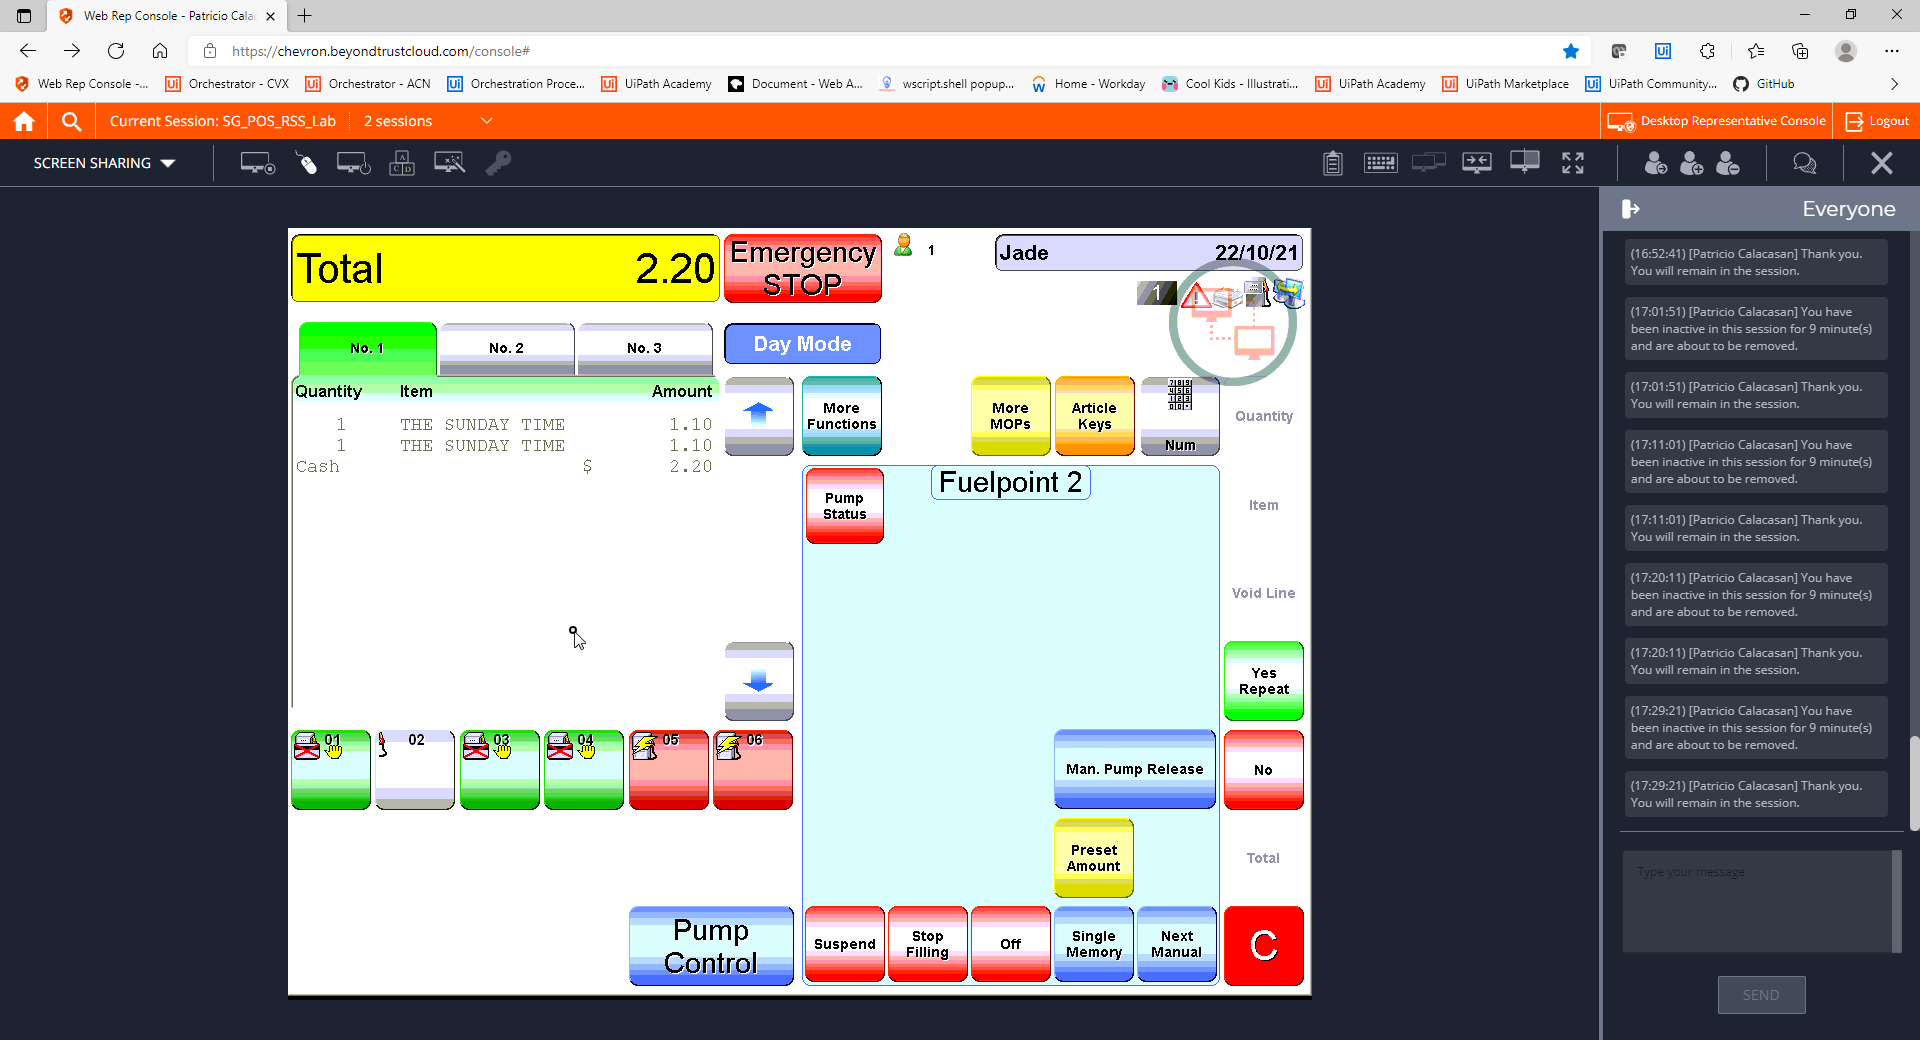 Web Rep Console - Patricio Cala
https://chevron.beyondtrustcloud.com/console#
Web Rep Console -...
Orchestrator - CVX
Orchestrator - ACN
Orchestration Proce...
UiPath Academy
Document - Web A...
wscript.shell popup...
Home - Workday
Cool Kids - Illustrati...
UiPath Academy
UiPath Marketplace
UiPath Community...
GitHub
Current Session: SG_POS_RSS_Lab
2 sessions
Desktop Representative Console
Logout
SCREEN SHARING
Everyone
Total 2.20
Emergency
STOP
1
Jade 22/10/21
1
No. 1
No. 2
No. 3
Day Mode
Quantity Item Amount
1 THE SUNDAY TIME 1.10
1 THE SUNDAY TIME 1.10
Cash $ 2.20
More
Functions
More
MOPs
Article
Keys
Num
Quantity
Fuelpoint 2
Pump
Status
Item
Void Line
Yes
Repeat
01
02
03
04
05
06
Man. Pump Release
No
Preset
Amount
Total
Pump
Control
Suspend
Stop
Filling
Off
Single
Memory
Next
Manual
C
(16:52:41) [Patricio Calacasan] Thank you.
You will remain in the session.
(17:01:51) [Patricio Calacasan] You have
been inactive in this session for 9 minute(s)
and are about to be removed.
(17:01:51) [Patricio Calacasan] Thank you.
You will remain in the session.
(17:11:01) [Patricio Calacasan] You have
been inactive in this session for 9 minute(s)
and are about to be removed.
(17:11:01) [Patricio Calacasan] Thank you.
You will remain in the session.
(17:20:11) [Patricio Calacasan] You have
been inactive in this session for 9 minute(s)
and are about to be removed.
(17:20:11) [Patricio Calacasan] Thank you.
You will remain in the session.
(17:29:21) [Patricio Calacasan] You have
been inactive in this session for 9 minute(s)
and are about to be removed.
(17:29:21) [Patricio Calacasan] Thank you.
You will remain in the session.
Type your message
SEND